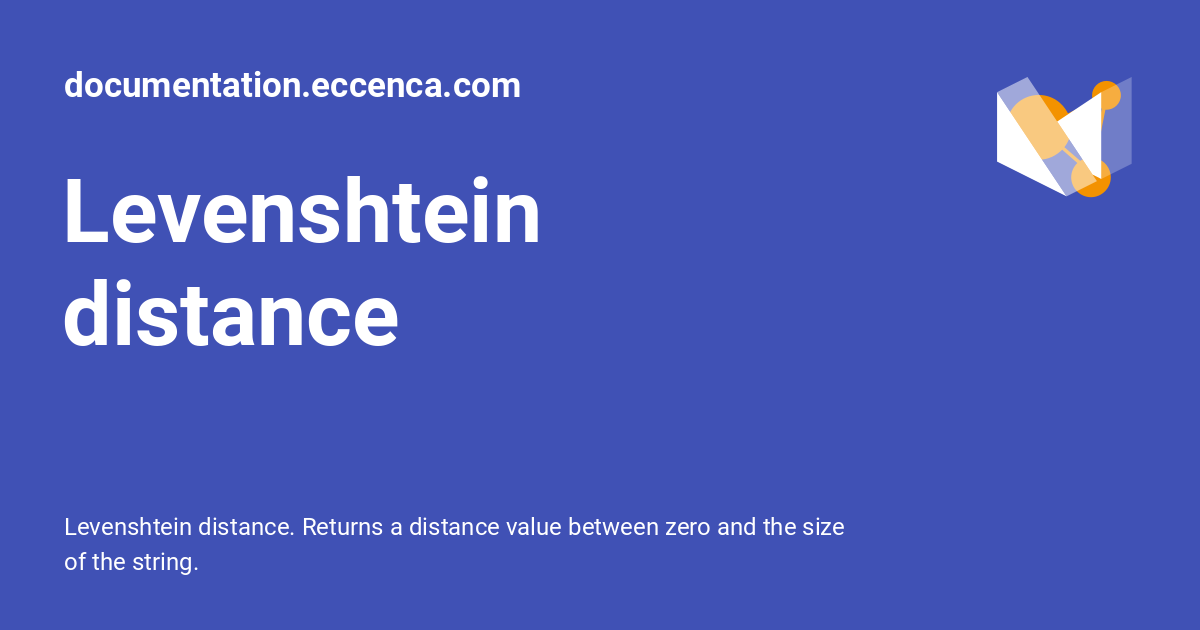 documentation.eccenca.com
Levenshtein
distance
Levenshtein distance. Returns a distance value between zero and the size
of the string.